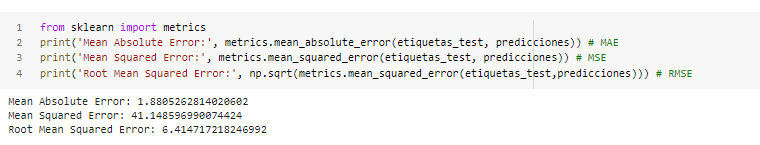 1 from sklearn import metrics
2 print('Mean Absolute Error:', metrics.mean_absolute_error(etiquetas_test, predicciones)) # MAE
3 print('Mean Squared Error:', metrics.mean_squared_error(etiquetas_test, predicciones)) # MSE
4 print('Root Mean Squared Error:', np.sqrt(metrics.mean_squared_error(etiquetas_test,predicciones))) # RMSE
Mean Absolute Error: 1.8805262814020602
Mean Squared Error: 41.148596990074424
Root Mean Squared Error: 6.414717218246992